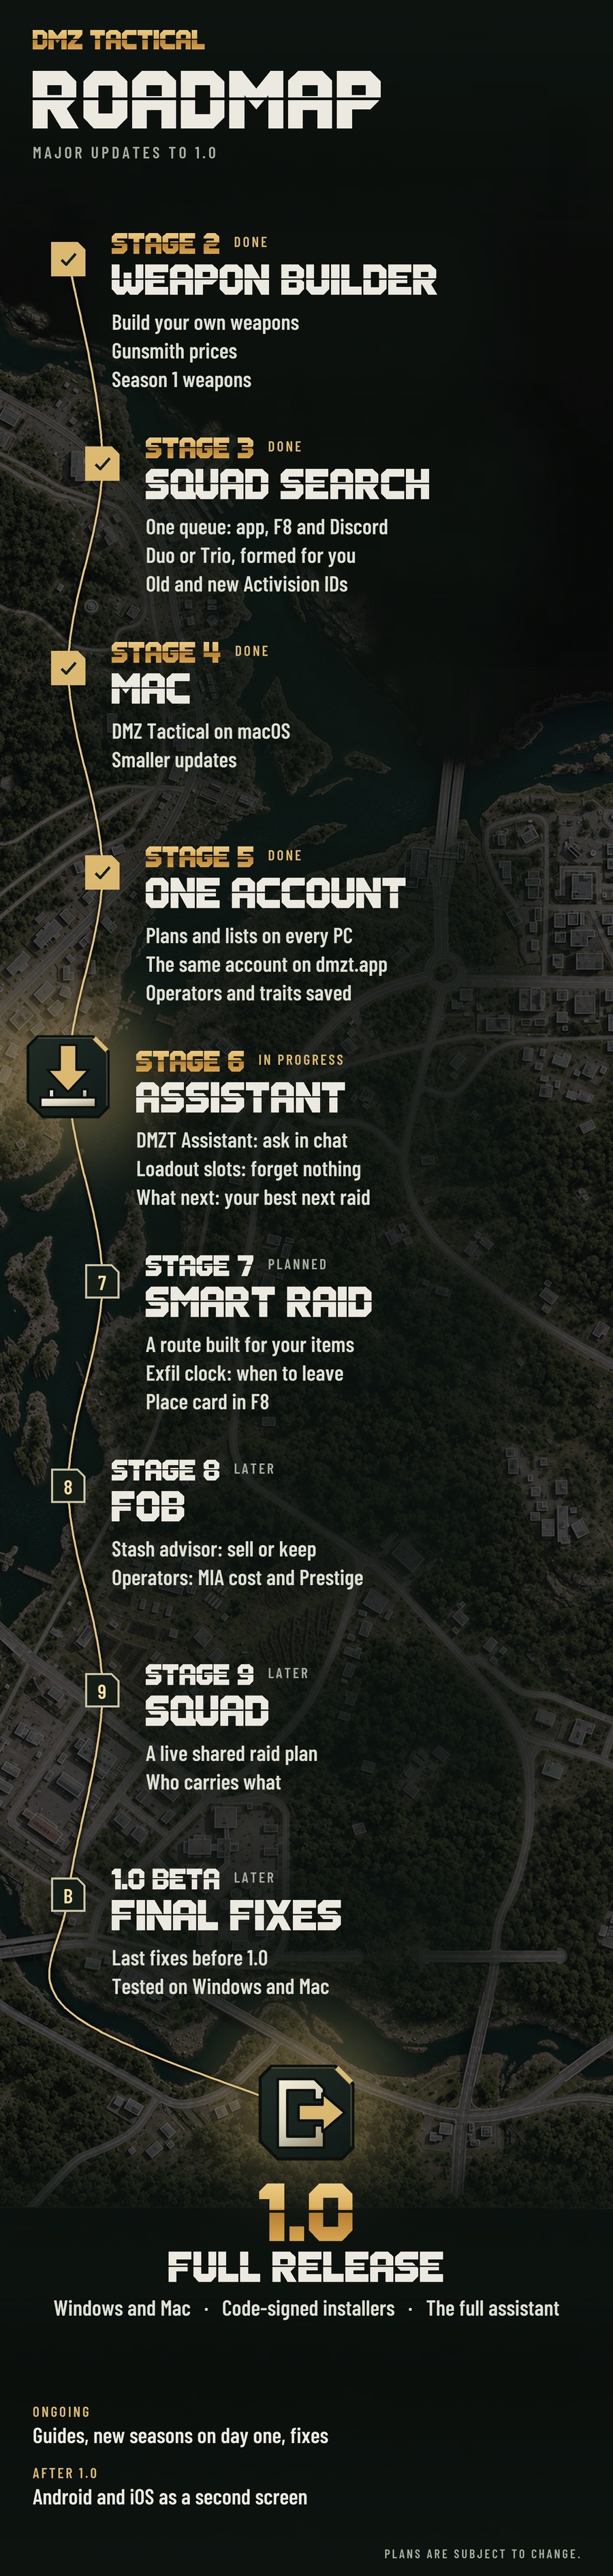 DMZ TACTICAL
ROADMAP
MAJOR UPDATES TO 1.0
STAGE 2 DONE
WEAPON BUILDER
Build your own weapons
Gunsmith prices
Season 1 weapons
STAGE 3 DONE
SQUAD SEARCH
One queue: app, F8 and Discord
Duo or Trio, formed for you
Old and new Activision IDs
STAGE 4 DONE
MAC
DMZ Tactical on macOS
Smaller updates
STAGE 5 DONE
ONE ACCOUNT
Plans and lists on every PC
The same account on dmzt.app
Operators and traits saved
STAGE 6 IN PROGRESS
ASSISTANT
DMZT Assistant: ask in chat
Loadout slots: forget nothing
What next: your best next raid
7 STAGE 7 PLANNED
SMART RAID
A route built for your items
Exfil clock: when to leave
Place card in F8
8 STAGE 8 LATER
FOB
Stash advisor: sell or keep
Operators: MIA cost and Prestige
9 STAGE 9 LATER
SQUAD
A live shared raid plan
Who carries what
B 1.0 BETA LATER
FINAL FIXES
Last fixes before 1.0
Tested on Windows and Mac
1.0
FULL RELEASE
Windows and Mac · Code-signed installers · The full assistant
ONGOING
Guides, new seasons on day one, fixes
AFTER 1.0
Android and iOS as a second screen
PLANS ARE SUBJECT TO CHANGE.